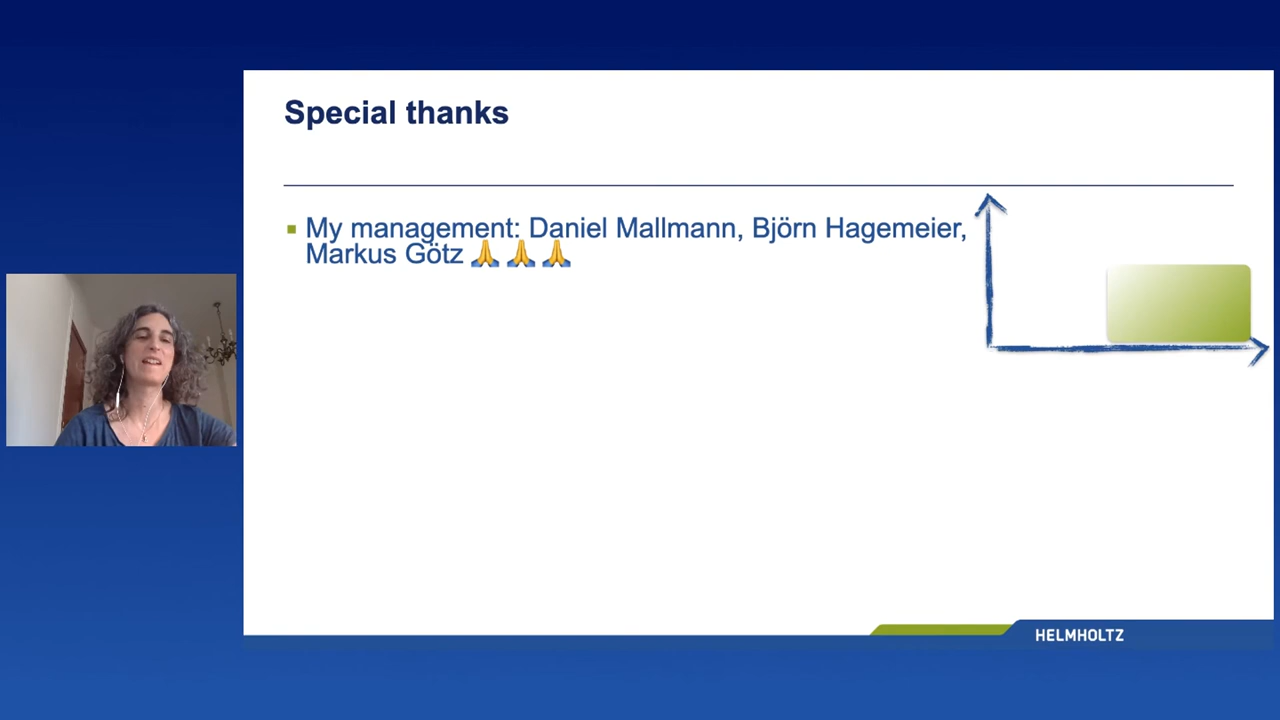 Special thanks
My management: Daniel Mallmann, Björn Hagemeier,
Markus Götz 🙏 🙏 🙏
HELMHOLTZ